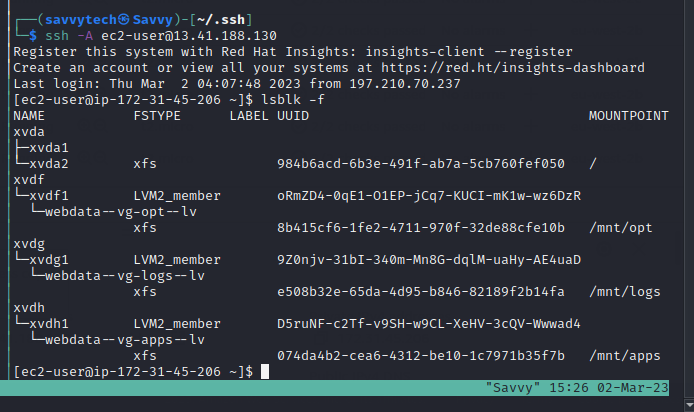 ┌──(savvytech㉿Savvy)-[~/.ssh]
└─$ ssh -A ec2-user@13.41.188.130
Register this system with Red Hat Insights: insights-client --register
Create an account or view all your systems at https://red.ht/insights-dashboard
Last login: Thu Mar  2 04:07:48 2023 from 197.210.70.237
[ec2-user@ip-172-31-45-206 ~]$ lsblk -f
NAME           FSTYPE      LABEL UUID                                   MOUNTPOINT
xvda
├─xvda1
└─xvda2        xfs               984b6acd-6b3e-491f-ab7a-5cb760fef050   /
xvdf
└─xvdf1        LVM2_member       oRmZD4-0qE1-O1EP-jCq7-KUCI-mK1w-wz6DzR
  └─webdata--vg-opt--lv
               xfs               8b415cf6-1fe2-4711-970f-32de88cfe10b   /mnt/opt
xvdg
└─xvdg1        LVM2_member       9Z0njv-31bI-340m-Mn8G-dqlM-uaHy-AE4uaD
  └─webdata--vg-logs--lv
               xfs               e508b32e-65da-4d95-b846-82189f2b14fa   /mnt/logs
xvdh
└─xvdh1        LVM2_member       D5ruNF-c2Tf-v9SH-w9CL-XeHV-3cQV-Wwwad4
  └─webdata--vg-apps--lv
               xfs               074da4b2-cea6-4312-be10-1c7971b35f7b   /mnt/apps
[ec2-user@ip-172-31-45-206 ~]$
"Savvy" 15:26 02-Mar-23